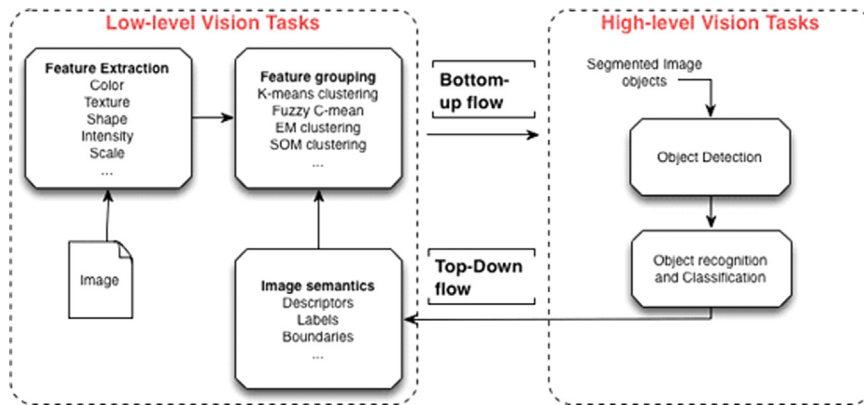 Low-level Vision Tasks
High-level Vision Tasks
Feature Extraction
Color
Texture
Shape
Intensity
Scale
...
Feature grouping
K-means clustering
Fuzzy C-mean
EM clustering
SOM clustering
...
Bottom-
up flow
Segmented Image
objects
Object Detection
Image
Image semantics
Descriptors
Labels
Boundaries
...
Top-Down
flow
Object recognition
and Classification